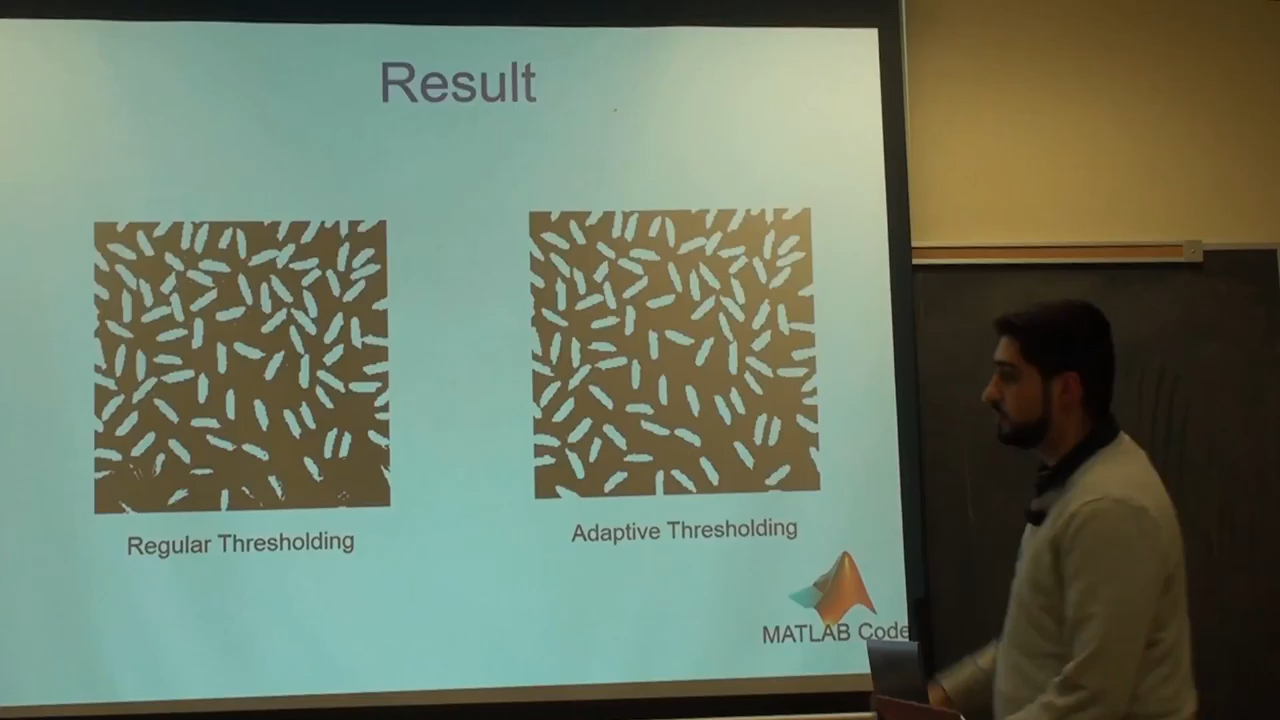 Result
Regular Thresholding
Adaptive Thresholding
MATLAB Code